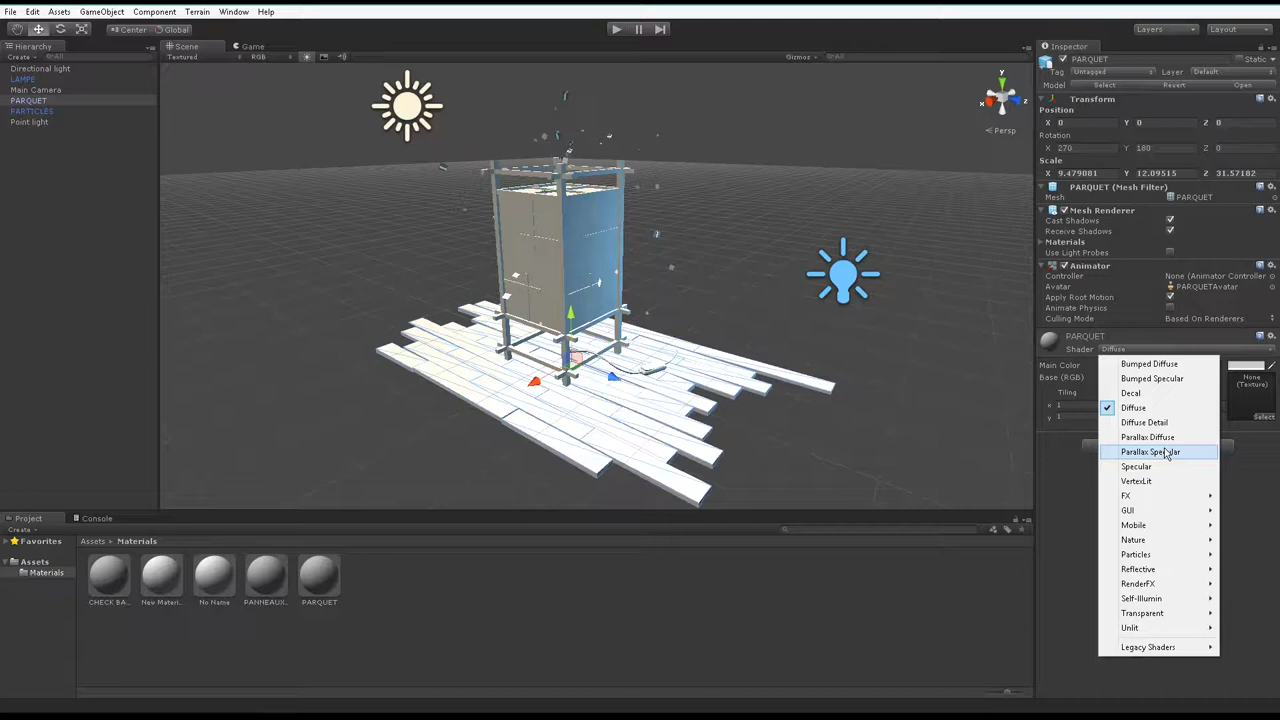 File Edit Assets GameObject Component Terrain Window Help
Center Global Layers Layout
Hierarchy
Create All
Directional light
LAMPE
Main Camera
PARQUET
PARTICLES
Point light
Scene Game
Textured RGB Gizmos All
y
x
z
Persp
Inspector
PARQUET Static
Tag Untagged Layer Default
Model Select Revert Open
Transform
Position
X 0 Y 0 Z 0
Rotation
X 270 Y 180 Z 0
Scale
X 9.479081 Y 12.09515 Z 31.57182
PARQUET (Mesh Filter)
Mesh PARQUET
Mesh Renderer
Cast Shadows
Receive Shadows
Materials
Use Light Probes
Animator
Controller None (Animator Controller
Avatar PARQUETAvatar
Apply Root Motion
Animate Physics
Culling Mode Based On Renderers
PARQUET
Shader Diffuse
Main Color
Base (RGB)
None
(Texture)
Tiling
x 1
y 1
Select
Bumped Diffuse
Bumped Specular
Decal
Diffuse
Diffuse Detail
Parallax Diffuse
Parallax Specular
Specular
VertexLit
FX
GUI
Mobile
Nature
Particles
Reflective
RenderFX
Self-Illumin
Transparent
Unlit
Legacy Shaders
Project Console
Create
Favorites
Assets
Materials
Assets Materials
CHECK BA... New Materi... No Name PANNEAUX... PARQUET